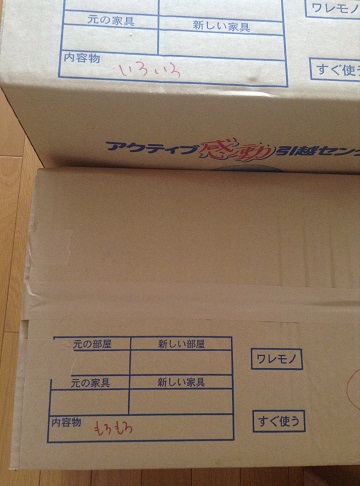 元の家具 新しい家具
ワレモノ
内容物 いろいろ
すぐ使う
アクティブ感動引越セン
元の部屋 新しい部屋
ワレモノ
元の家具 新しい家具
内容物 もろもろ
すぐ使う